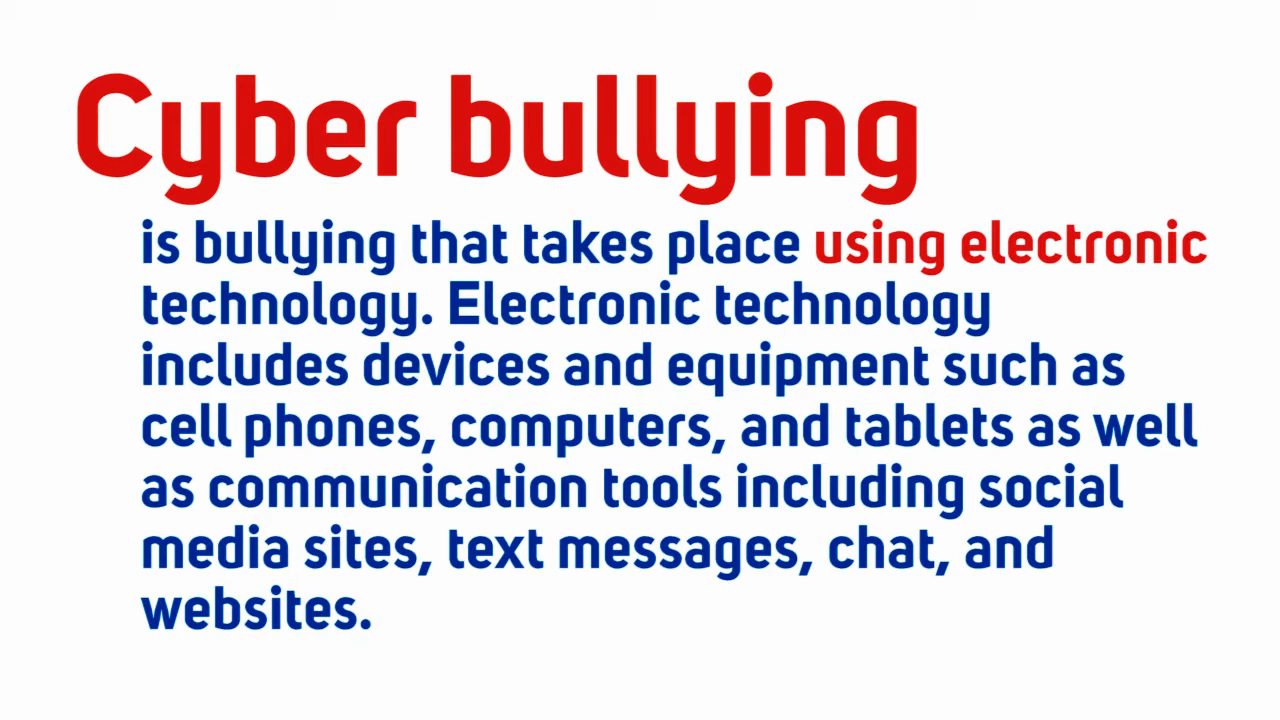 Cyber bullying
is bullying that takes place using electronic
technology. Electronic technology
includes devices and equipment such as
cell phones, computers, and tablets as well
as communication tools including social
media sites, text messages, chat, and
websites.